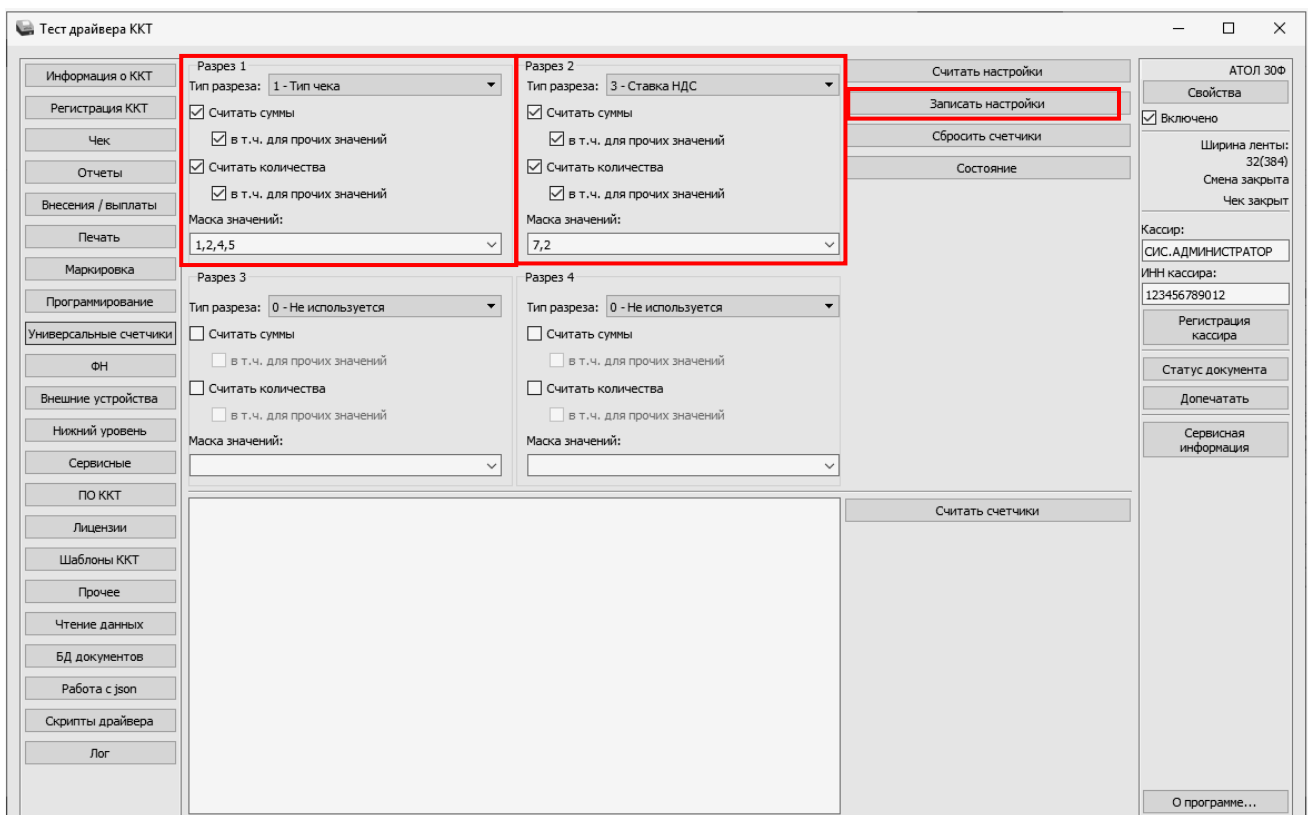 Тест драйвера ККТ
Информация о ККТ
Регистрация ККТ
Чек
Отчеты
Внесения / выплаты
Печать
Маркировка
Программирование
Универсальные счетчики
ФН
Внешние устройства
Нижний уровень
Сервисные
ПО ККТ
Лицензии
Шаблоны ККТ
Прочее
Чтение данных
БД документов
Работа с json
Скрипты драйвера
Лог
Разрез 1
Тип разреза: 1 - Тип чека
Считать суммы
в т.ч. для прочих значений
Считать количества
в т.ч. для прочих значений
Маска значений:
1,2,4,5
Разрез 2
Тип разреза: 3 - Ставка НДС
Считать суммы
в т.ч. для прочих значений
Считать количества
в т.ч. для прочих значений
Маска значений:
7,2
Разрез 3
Тип разреза: 0 - Не используется
Считать суммы
в т.ч. для прочих значений
Считать количества
в т.ч. для прочих значений
Маска значений:
Разрез 4
Тип разреза: 0 - Не используется
Считать суммы
в т.ч. для прочих значений
Считать количества
в т.ч. для прочих значений
Маска значений:
Считать настройки
Записать настройки
Сбросить счетчики
Состояние
Считать счетчики
АТОЛ 30Ф
Свойства
Включено
Ширина ленты:
32(384)
Смена закрыта
Чек закрыт
Кассир:
СИС.АДМИНИСТРАТОР
ИНН кассира:
123456789012
Регистрация
кассира
Статус документа
Допечатать
Сервисная
информация
О программе...